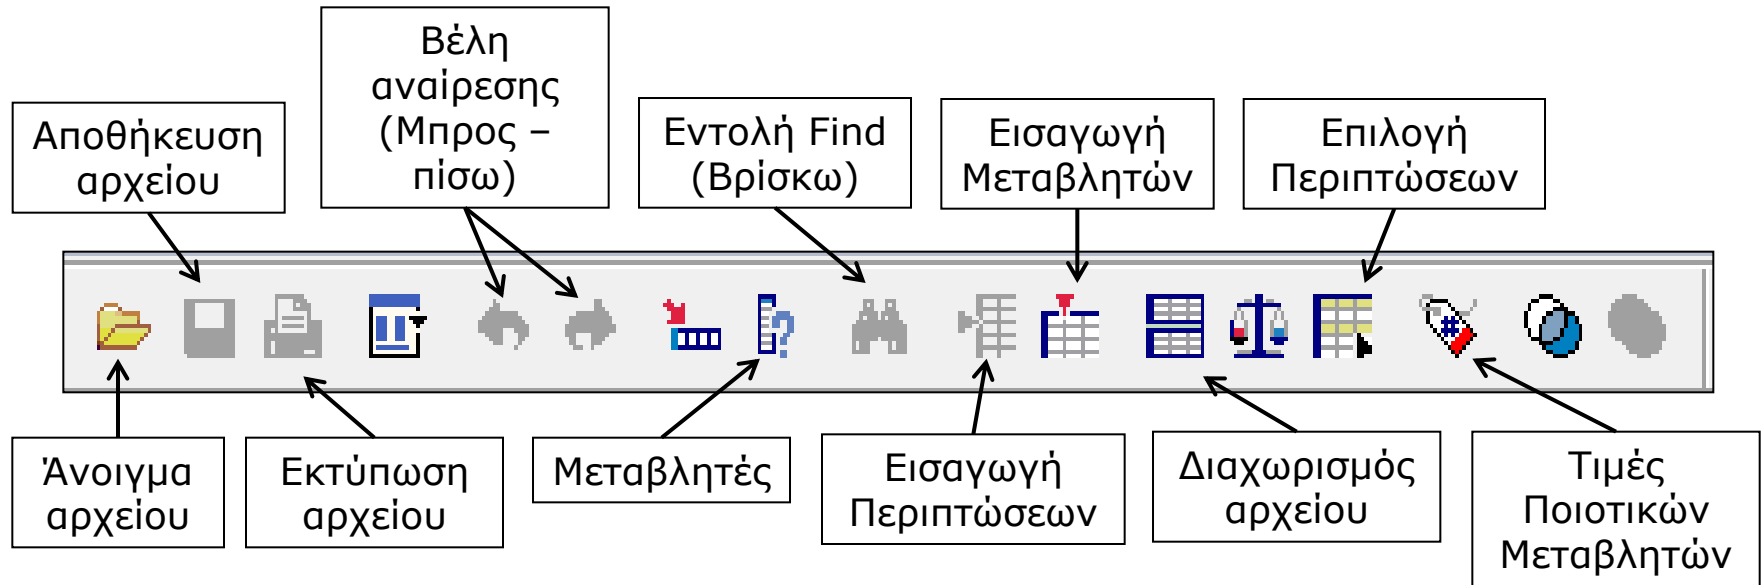 Βέλη
αναίρεσης
(Μπρος –
πίσω)
Αποθήκευση
αρχείου
Εντολή Find
(Βρίσκω)
Εισαγωγή
Μεταβλητών
Επιλογή
Περιπτώσεων
Άνοιγμα
αρχείου
Εκτύπωση
αρχείου
Μεταβλητές
Εισαγωγή
Περιπτώσεων
Διαχωρισμός
αρχείου
Τιμές
Ποιοτικών
Μεταβλητών